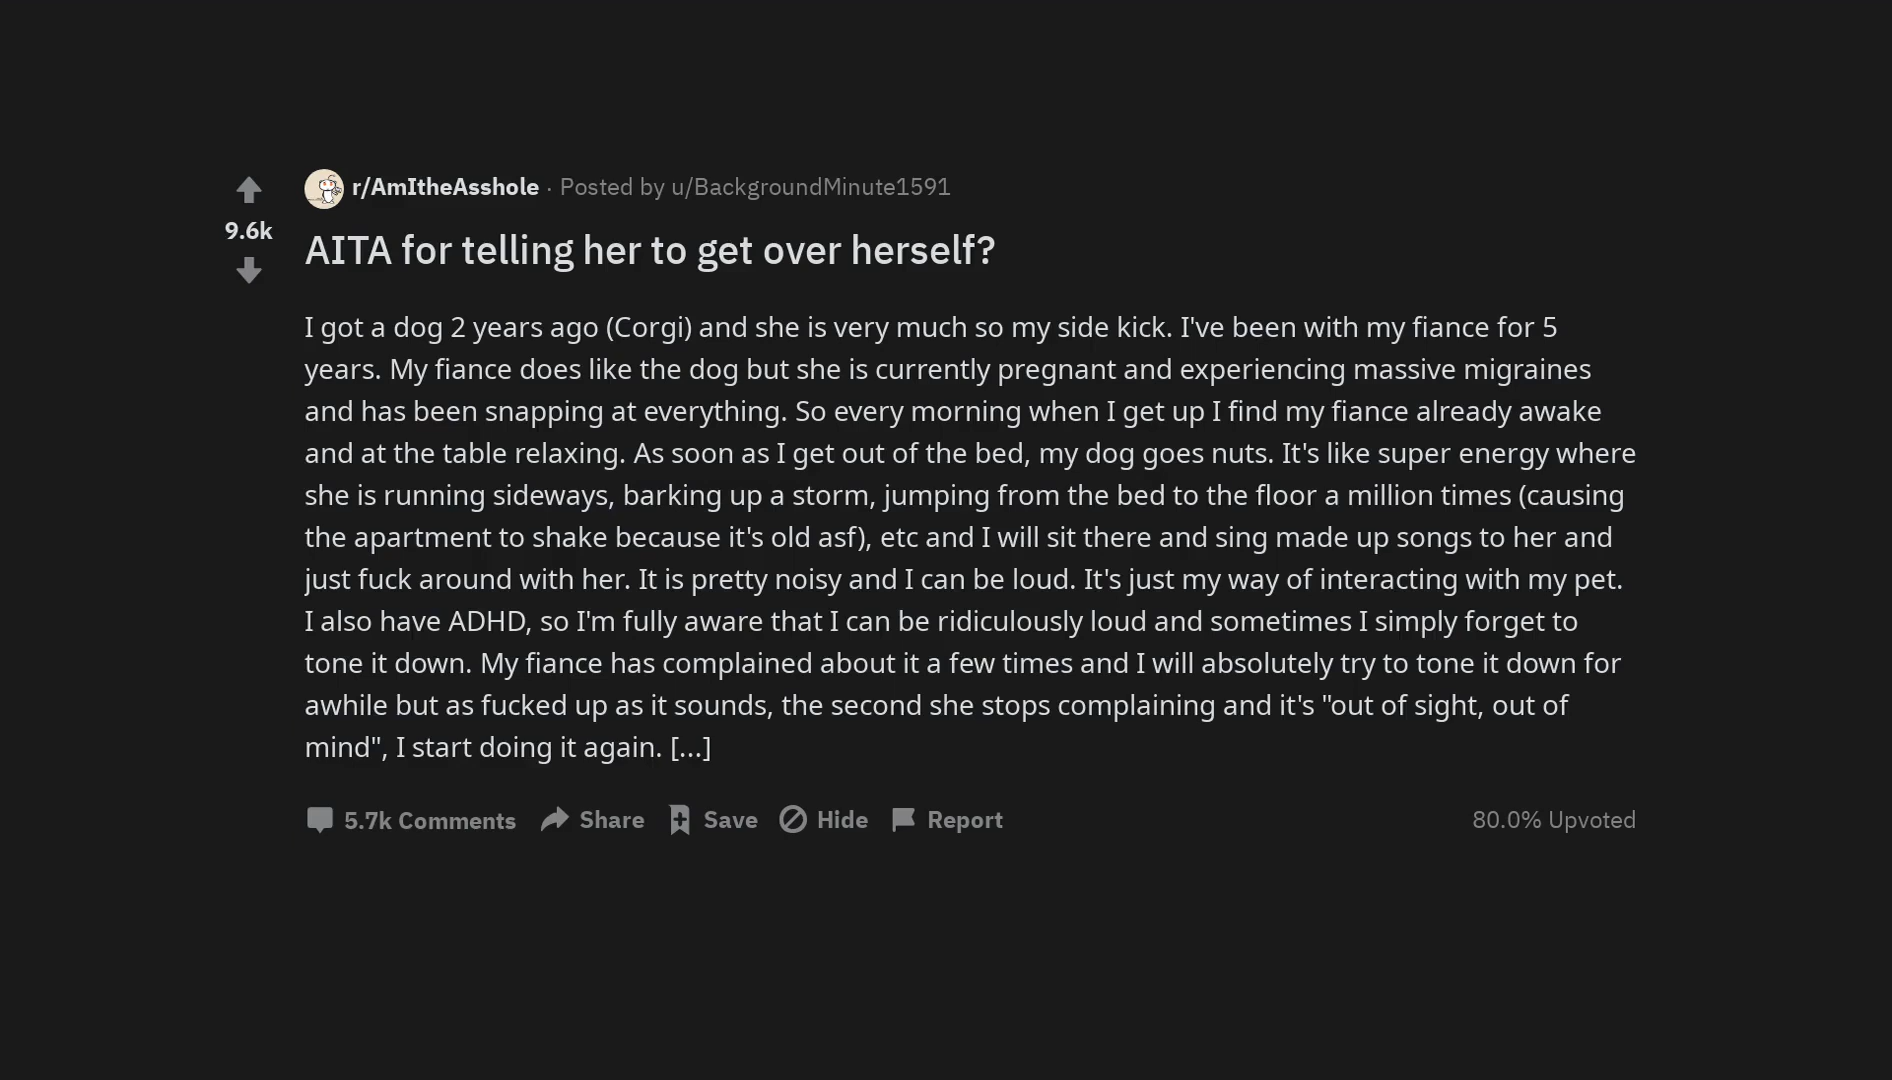 r/AmItheAsshole · Posted by u/BackgroundMinute1591
9.6k
AITA for telling her to get over herself?
I got a dog 2 years ago (Corgi) and she is very much so my side kick. I've been with my fiance for 5
years. My fiance does like the dog but she is currently pregnant and experiencing massive migraines
and has been snapping at everything. So every morning when I get up I find my fiance already awake
and at the table relaxing. As soon as I get out of the bed, my dog goes nuts. It's like super energy where
she is running sideways, barking up a storm, jumping from the bed to the floor a million times (causing
the apartment to shake because it's old asf), etc and I will sit there and sing made up songs to her and
just fuck around with her. It is pretty noisy and I can be loud. It's just my way of interacting with my pet.
I also have ADHD, so I'm fully aware that I can be ridiculously loud and sometimes I simply forget to
tone it down. My fiance has complained about it a few times and I will absolutely try to tone it down for
awhile but as fucked up as it sounds, the second she stops complaining and it's "out of sight, out of
mind", I start doing it again. [...]
5.7k Comments Share Save Hide Report 80.0% Upvoted